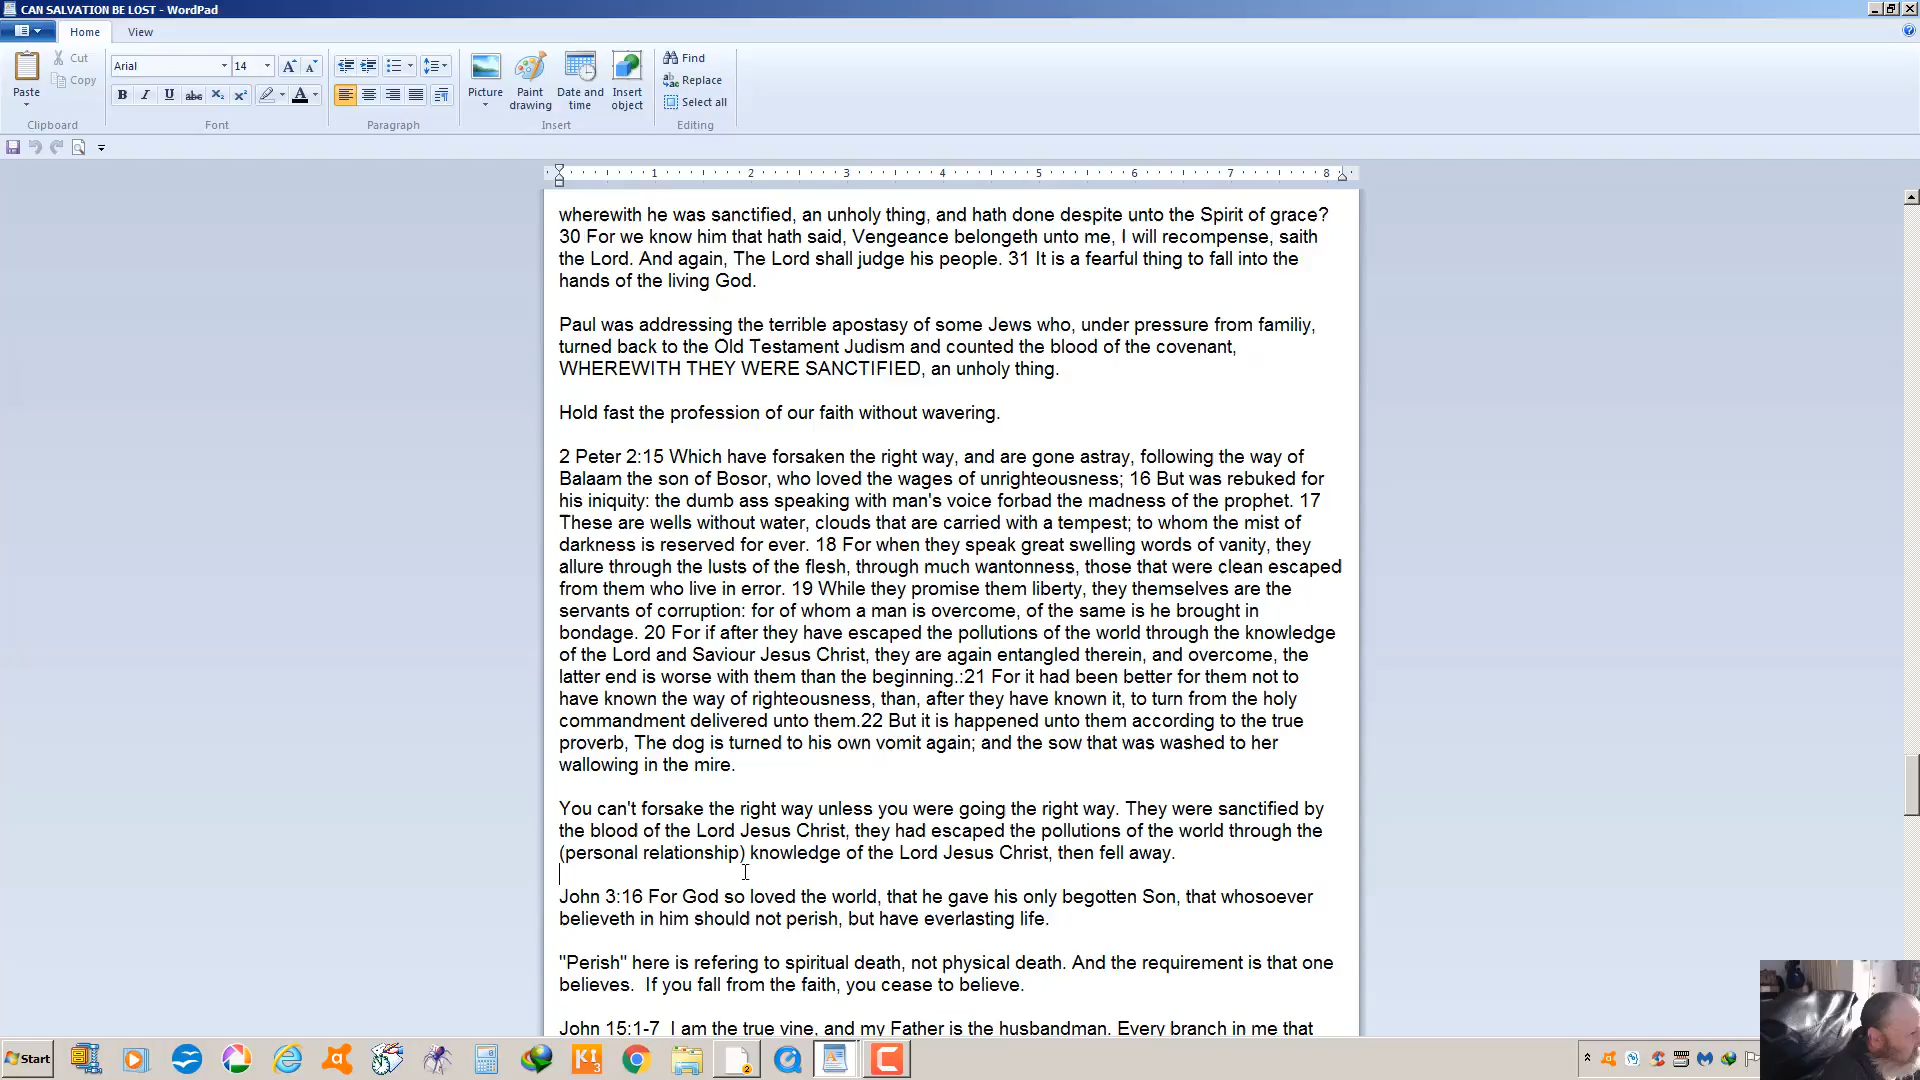 CAN SALVATION BE LOST - WordPad
Home
View
Paste
Cut
Copy
Clipboard
Arial
14
Font
Paragraph
Picture
Paint drawing
Date and time
Insert object
Insert
Find
Replace
Select all
Editing
1 2 3 4 5 6 7 8
wherewith he was sanctified, an unholy thing, and hath done despite unto the Spirit of grace?
30 For we know him that hath said, Vengeance belongeth unto me, I will recompense, saith
the Lord. And again, The Lord shall judge his people. 31 It is a fearful thing to fall into the
hands of the living God.
Paul was addressing the terrible apostasy of some Jews who, under pressure from familiy,
turned back to the Old Testament Judism and counted the blood of the covenant,
WHEREWITH THEY WERE SANCTIFIED, an unholy thing.
Hold fast the profession of our faith without wavering.
2 Peter 2:15 Which have forsaken the right way, and are gone astray, following the way of
Balaam the son of Bosor, who loved the wages of unrighteousness; 16 But was rebuked for
his iniquity: the dumb ass speaking with man's voice forbad the madness of the prophet. 17
These are wells without water, clouds that are carried with a tempest; to whom the mist of
darkness is reserved for ever. 18 For when they speak great swelling words of vanity, they
allure through the lusts of the flesh, through much wantonness, those that were clean escaped
from them who live in error. 19 While they promise them liberty, they themselves are the
servants of corruption: for of whom a man is overcome, of the same is he brought in
bondage. 20 For if after they have escaped the pollutions of the world through the knowledge
of the Lord and Saviour Jesus Christ, they are again entangled therein, and overcome, the
latter end is worse with them than the beginning.:21 For it had been better for them not to
have known the way of righteousness, than, after they have known it, to turn from the holy
commandment delivered unto them.22 But it is happened unto them according to the true
proverb, The dog is turned to his own vomit again; and the sow that was washed to her
wallowing in the mire.
You can't forsake the right way unless you were going the right way. They were sanctified by
the blood of the Lord Jesus Christ, they had escaped the pollutions of the world through the
(personal relationship) knowledge of the Lord Jesus Christ, then fell away.
John 3:16 For God so loved the world, that he gave his only begotten Son, that whosoever
believeth in him should not perish, but have everlasting life.
"Perish" here is refering to spiritual death, not physical death. And the requirement is that one
believes.  If you fall from the faith, you cease to believe.
John 15:1-7  I am the true vine, and my Father is the husbandman. Every branch in me that
Start